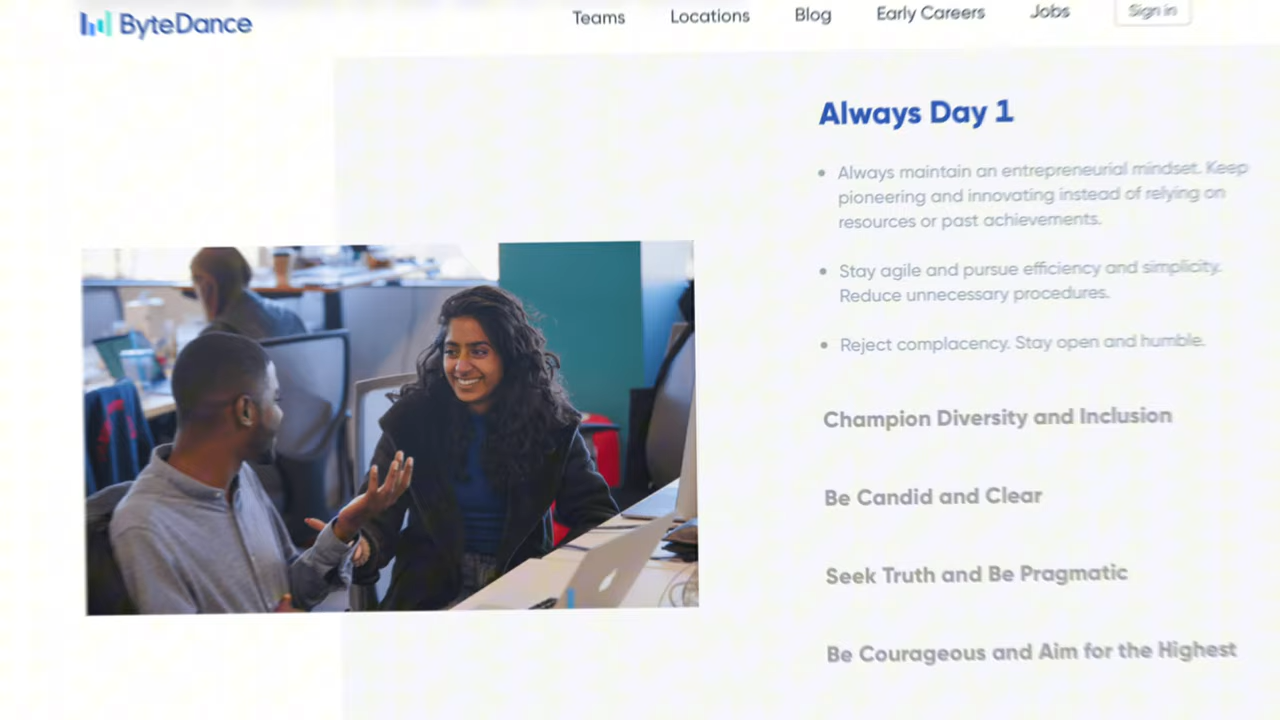 ByteDance
Teams
Locations
Blog
Early Careers
Jobs
Sign in
Always Day 1
• Always maintain an entrepreneurial mindset. Keep
pioneering and innovating instead of relying on
resources or past achievements.
• Stay agile and pursue efficiency and simplicity.
Reduce unnecessary procedures.
• Reject complacency. Stay open and humble.
Champion Diversity and Inclusion
Be Candid and Clear
Seek Truth and Be Pragmatic
Be Courageous and Aim for the Highest